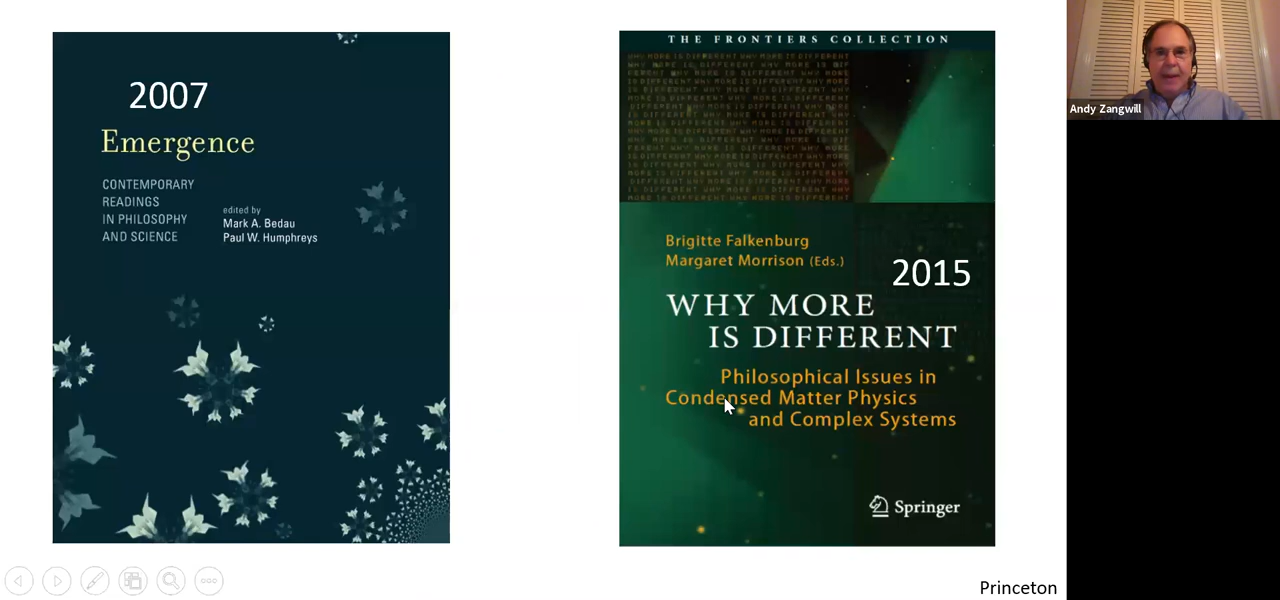 2007
Emergence
CONTEMPORARY
READINGS
IN PHILOSOPHY
AND SCIENCE
edited by
Mark A. Bedau
Paul W. Humphreys
THE FRONTIERS COLLECTION
Brigitte Falkenburg
Margaret Morrison (Eds.)
2015
WHY MORE
IS DIFFERENT
Philosophical Issues in
Condensed Matter Physics
and Complex Systems
Springer
Princeton
Andy Zangwill